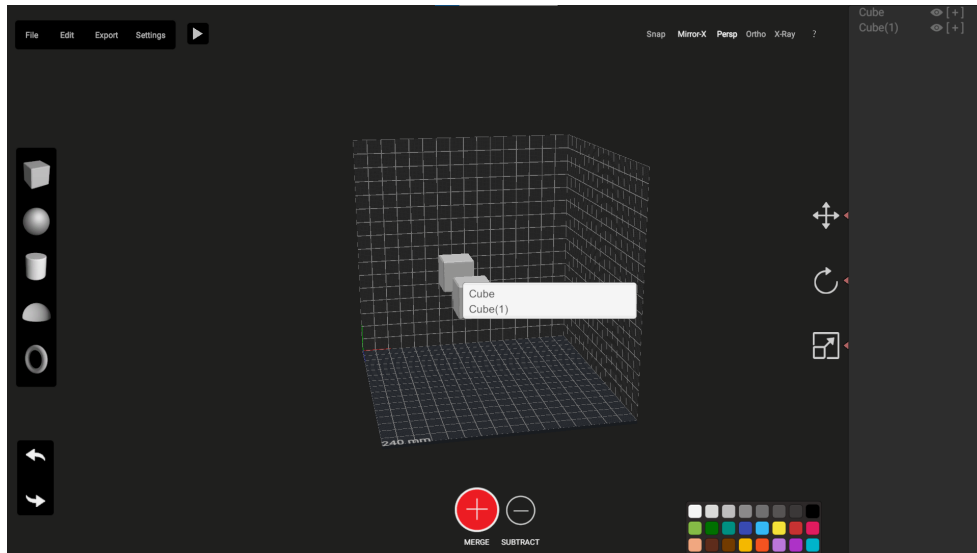 File Edit Export Settings
Snap Mirror-X Persp Ortho X-Ray ?
Cube [+]
Cube(1) [+]
Cube
Cube(1)
240 mm
MERGE SUBTRACT